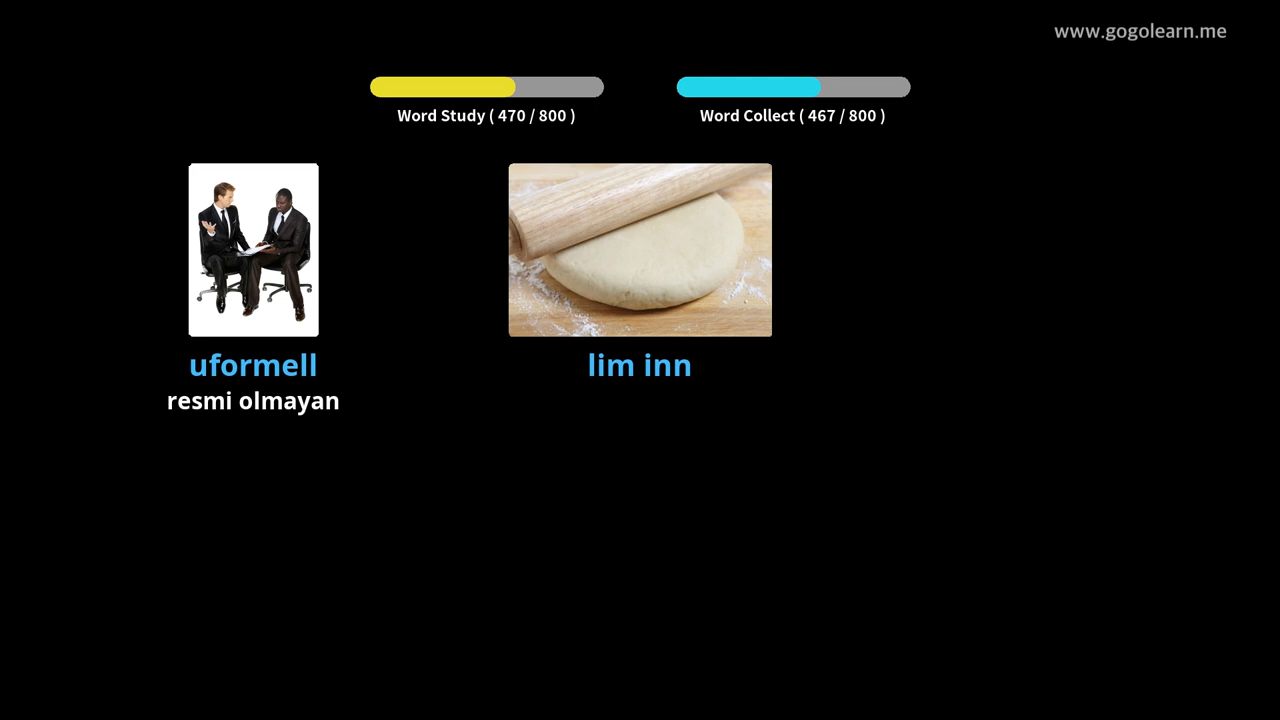 www.gogolearn.me
Word Study ( 470 / 800 )
Word Collect ( 467 / 800 )
uformell
lim inn
resmi olmayan